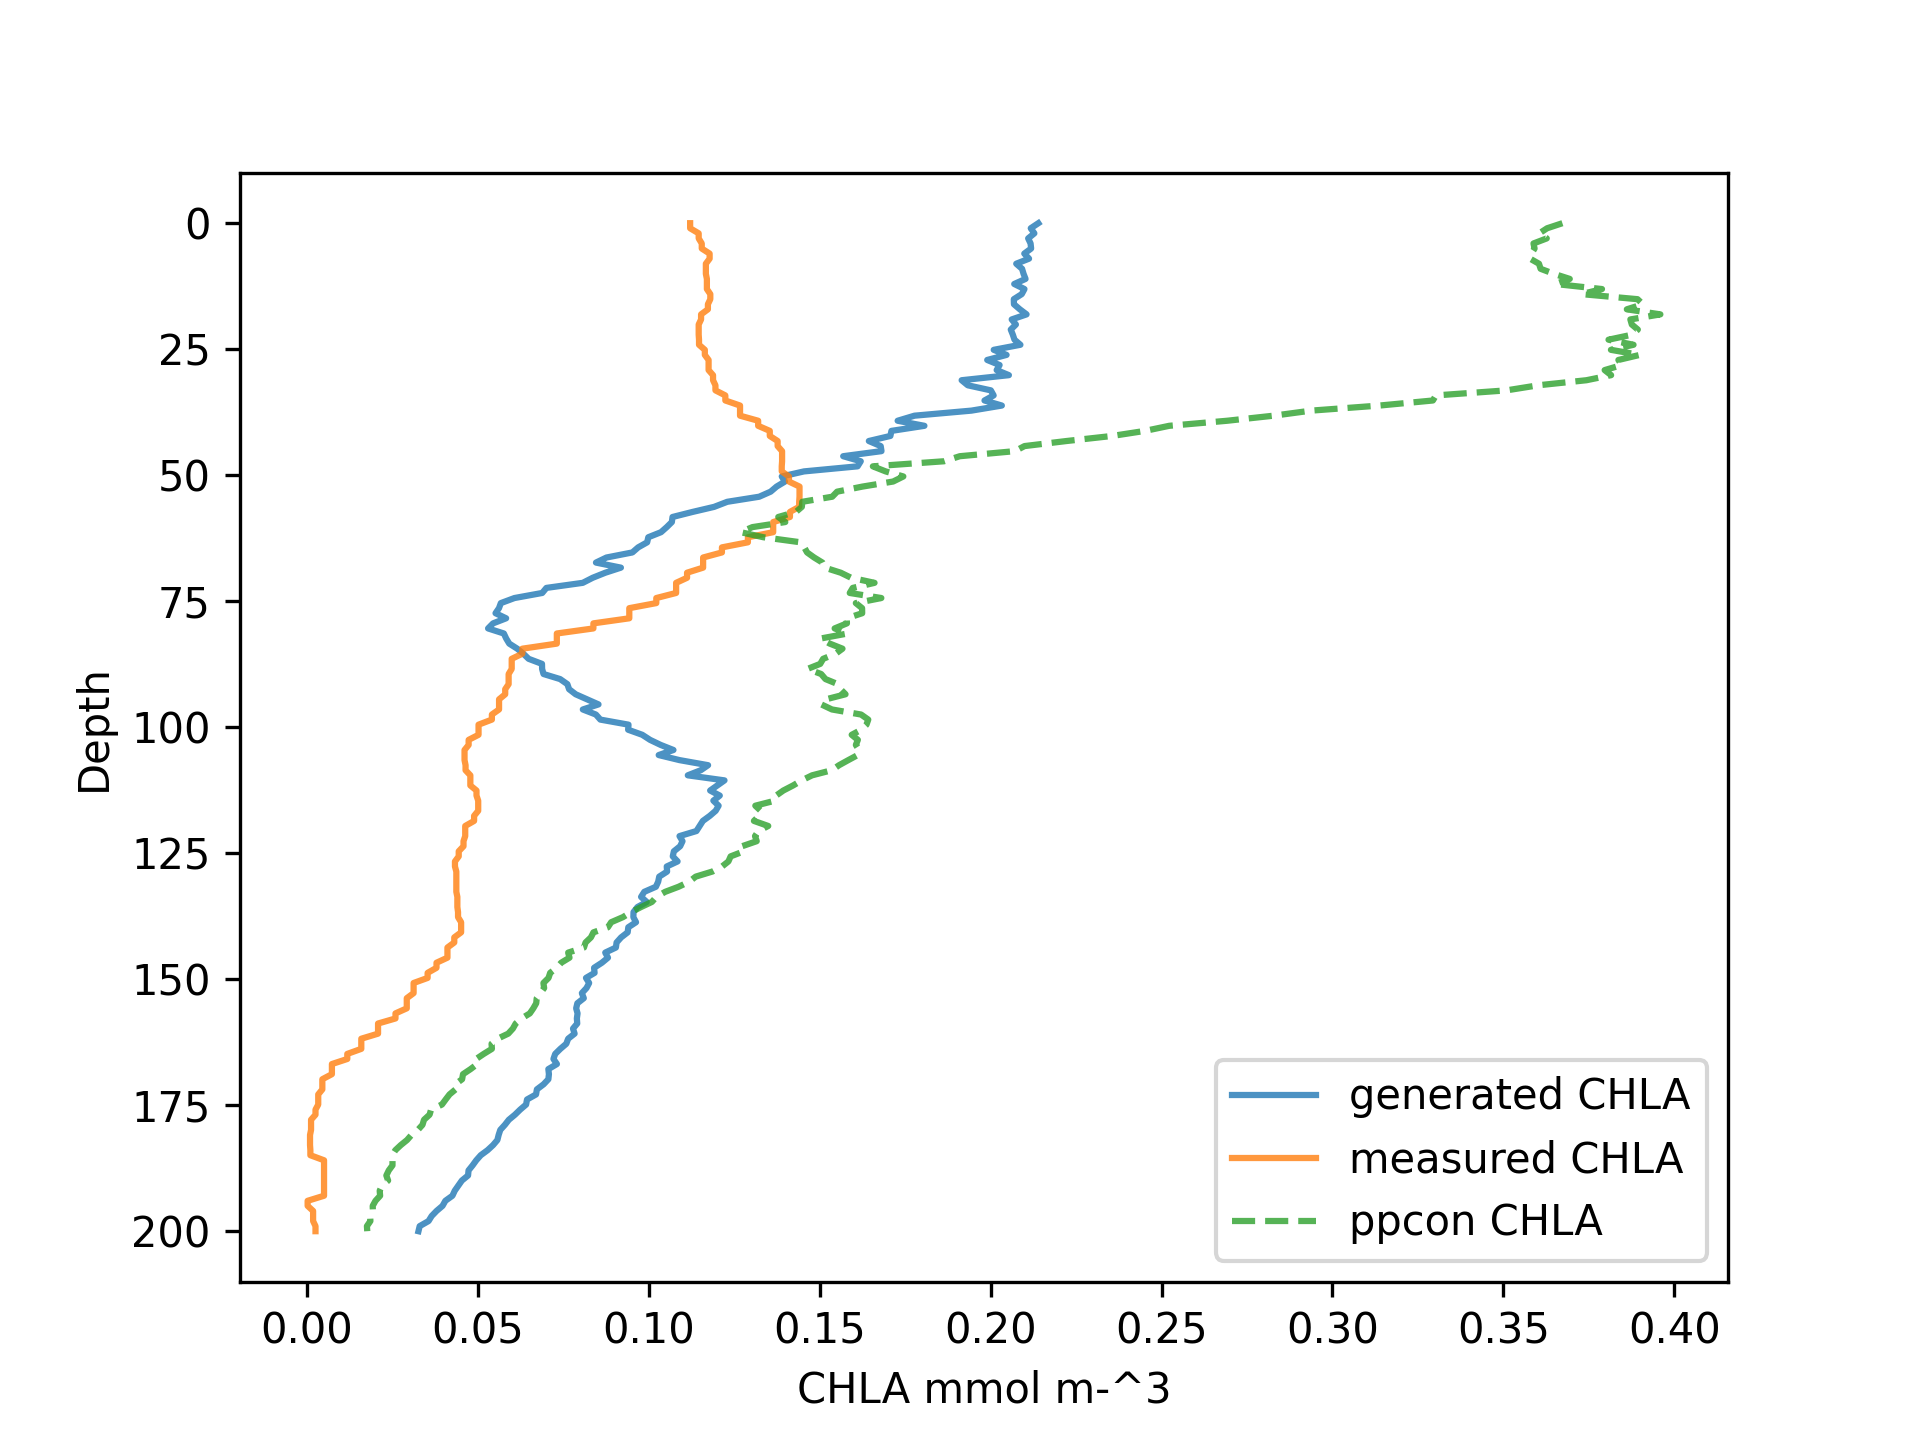 0
25
50
75
100
125
150
175
200
Depth
0.00 0.05 0.10 0.15 0.20 0.25 0.30 0.35 0.40
CHLA mmol m-^3
generated CHLA
measured CHLA
ppcon CHLA